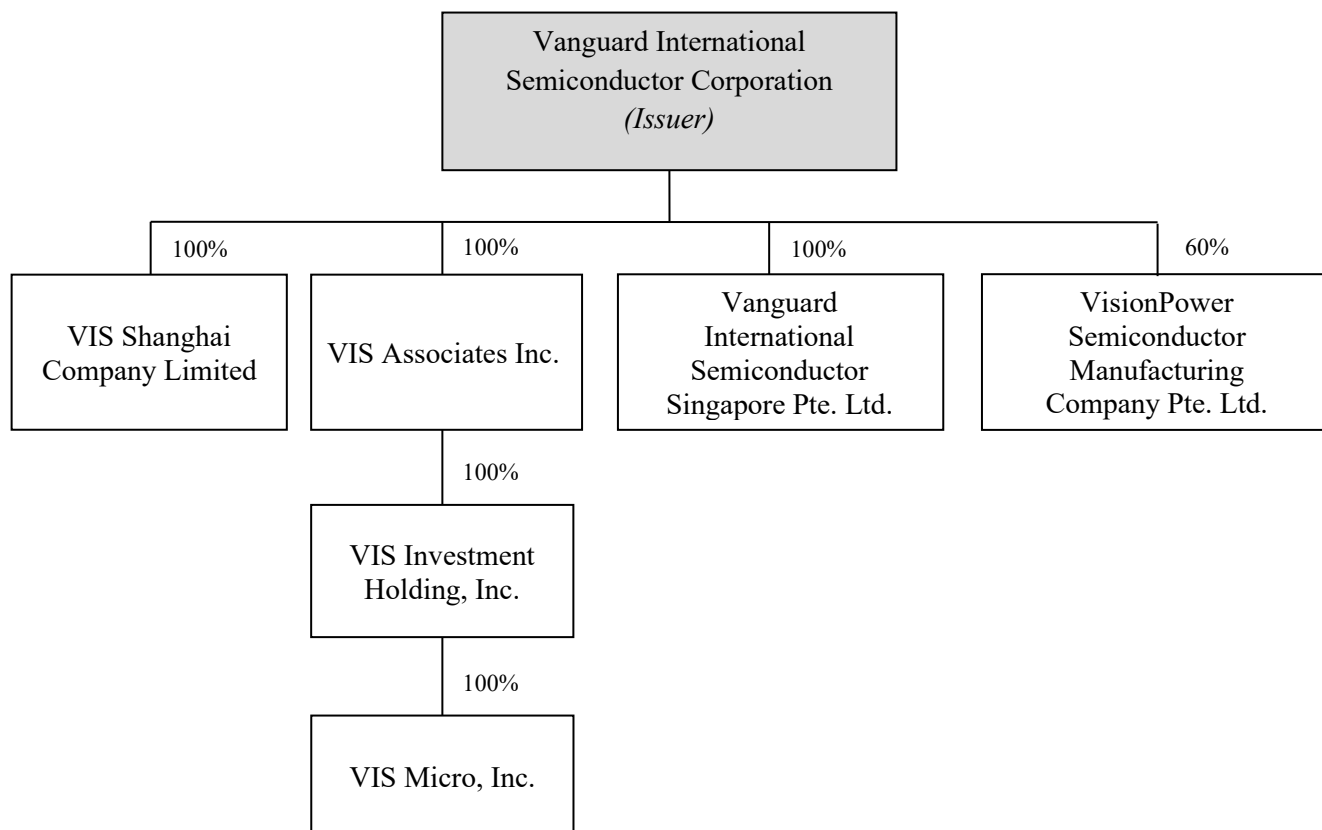 Vanguard International
Semiconductor Corporation
(Issuer)
100%
100%
100%
60%
VIS Shanghai
Company Limited
VIS Associates Inc.
Vanguard
International
Semiconductor
Singapore Pte. Ltd.
VisionPower
Semiconductor
Manufacturing
Company Pte. Ltd.
100%
VIS Investment
Holding, Inc.
100%
VIS Micro, Inc.